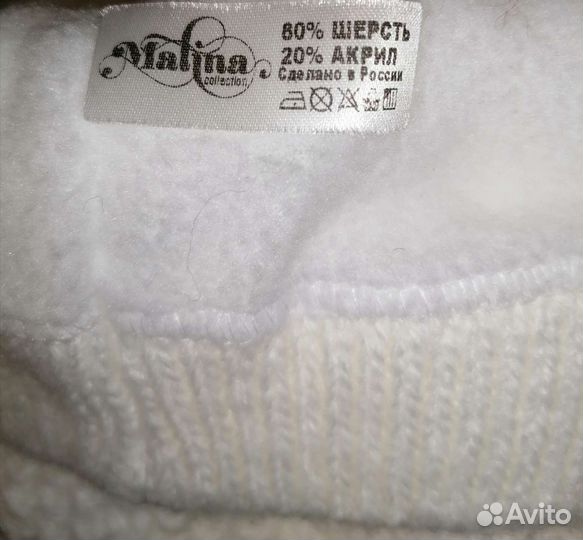 Malina
collection
80% ШЕРСТЬ
20% АКРИЛ
Сделано в России
Avito